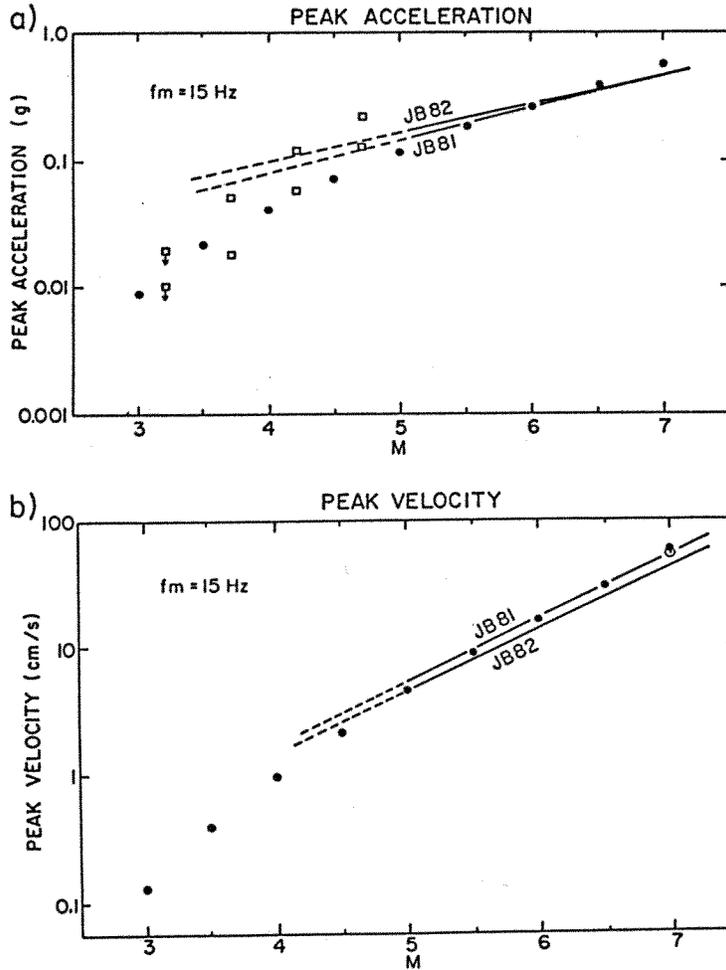 a)
PEAK ACCELERATION
PEAK ACCELERATION (g)
1.0
0.1
0.01
0.001
fm = 15 Hz
JB82
JB81
3 4 5 6 7
M
b)
PEAK VELOCITY
PEAK VELOCITY (cm/s)
100
10
1
0.1
fm = 15 Hz
JB81
JB82
3 4 5 6 7
M